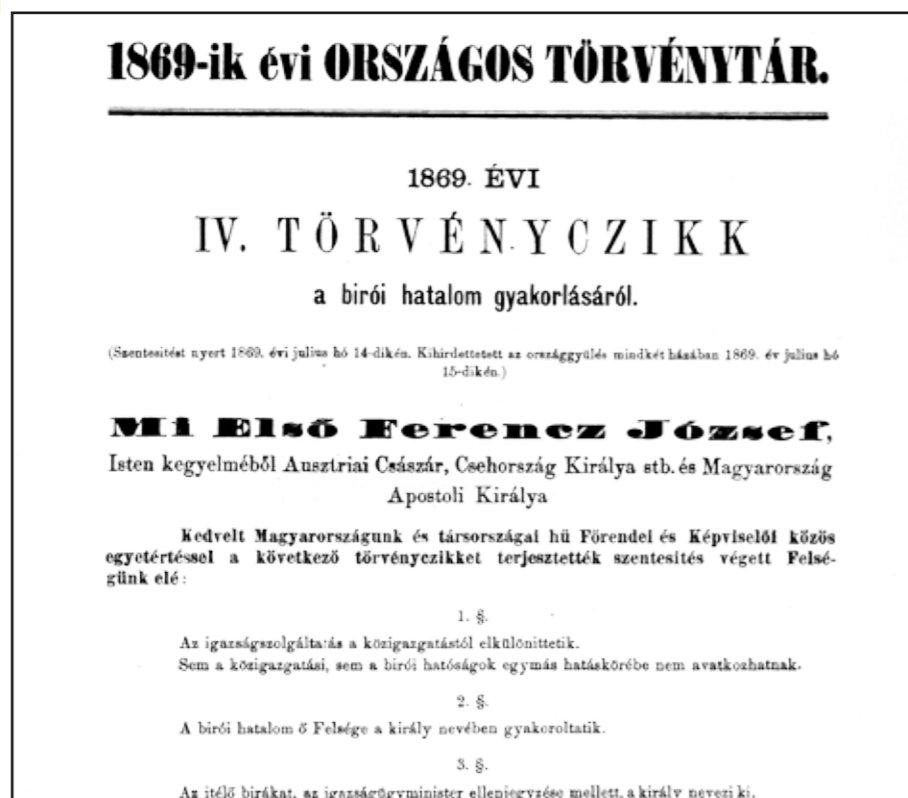 1869-ik évi ORSZÁGOS TÖRVÉNYTÁR.
1869. ÉVI
IV. TÖRVÉNYCZIKK
a birói hatalom gyakorlásáról.
(Szentesitést nyert 1869. évi julius hó 14-dikén. Kihirdettetett az országgyülés mindkét házában 1869. év julius hó
15-dikén.)
Mi Első Ferencz József,
Isten kegyelméből Ausztriai Császár, Csehország Királya stb. és Magyarország
Apostoli Királya
Kedvelt Magyarországunk és társországai hü Főrendei és Képviselői közös
egyetértéssel a következő törvényczikket terjesztették szentesités végett Felsé-
günk elé:
1. §.
Az igazságszolgáltatás a közigazgatástól elkülönittetik.
Sem a közigazgatási, sem a birói hatóságok egymás hatáskörébe nem avatkozhatnak.
2. §.
A birói hatalom ő Felsége a király nevében gyakoroltatik.
3. §.
Az itélő birákat, az igazságügyminister ellenjegyzése mellett, a király nevezi ki.